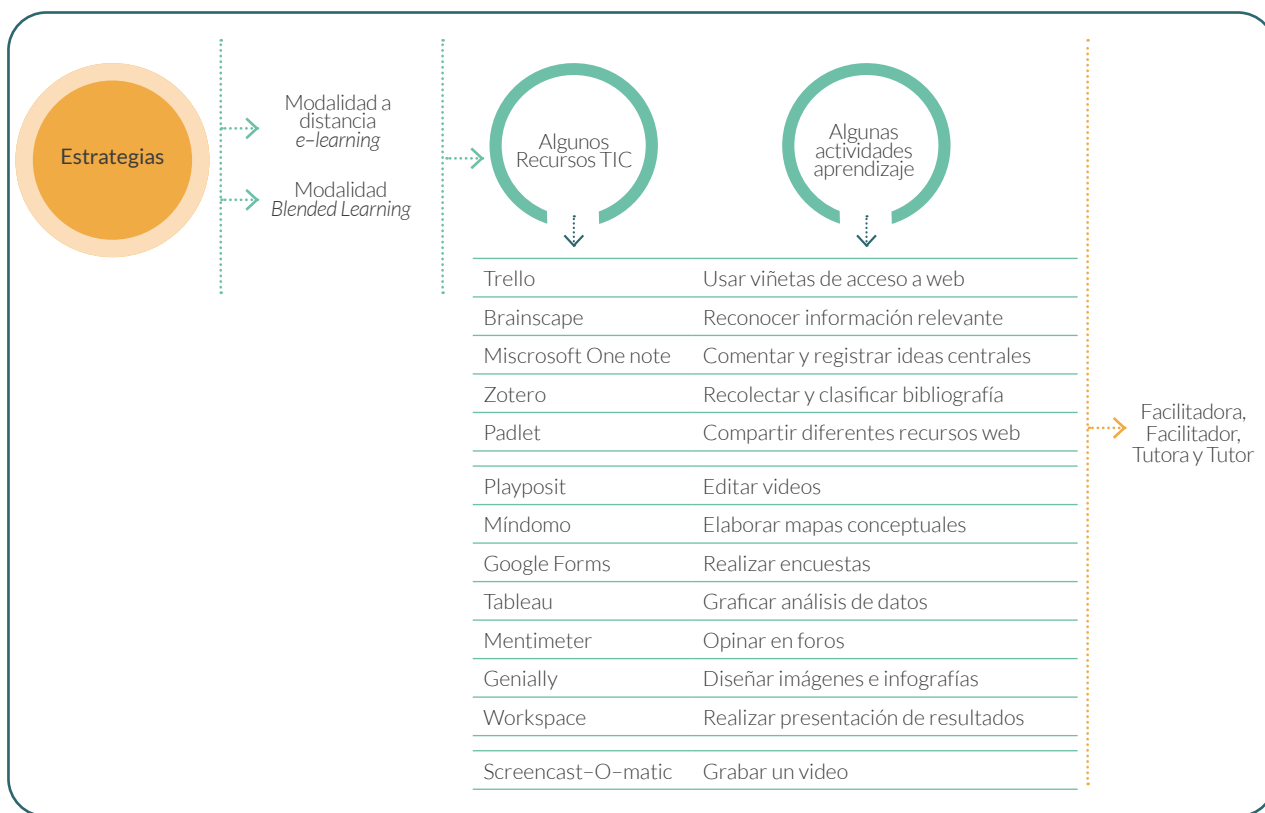 Estrategias
Modalidad a
distancia
e–learning
Modalidad
Blended Learning
Algunos
Recursos TIC
Algunas
actividades
aprendizaje
Trello Usar viñetas de acceso a web
Brainscape Reconocer información relevante
Miscrosoft One note Comentar y registrar ideas centrales
Zotero Recolectar y clasificar bibliografía
Padlet Compartir diferentes recursos web
Playposit Editar videos
Míndomo Elaborar mapas conceptuales
Google Forms Realizar encuestas
Tableau Graficar análisis de datos
Mentimeter Opinar en foros
Genially Diseñar imágenes e infografías
Workspace Realizar presentación de resultados
Screencast–O–matic Grabar un video
Facilitadora,
Facilitador,
Tutora y Tutor